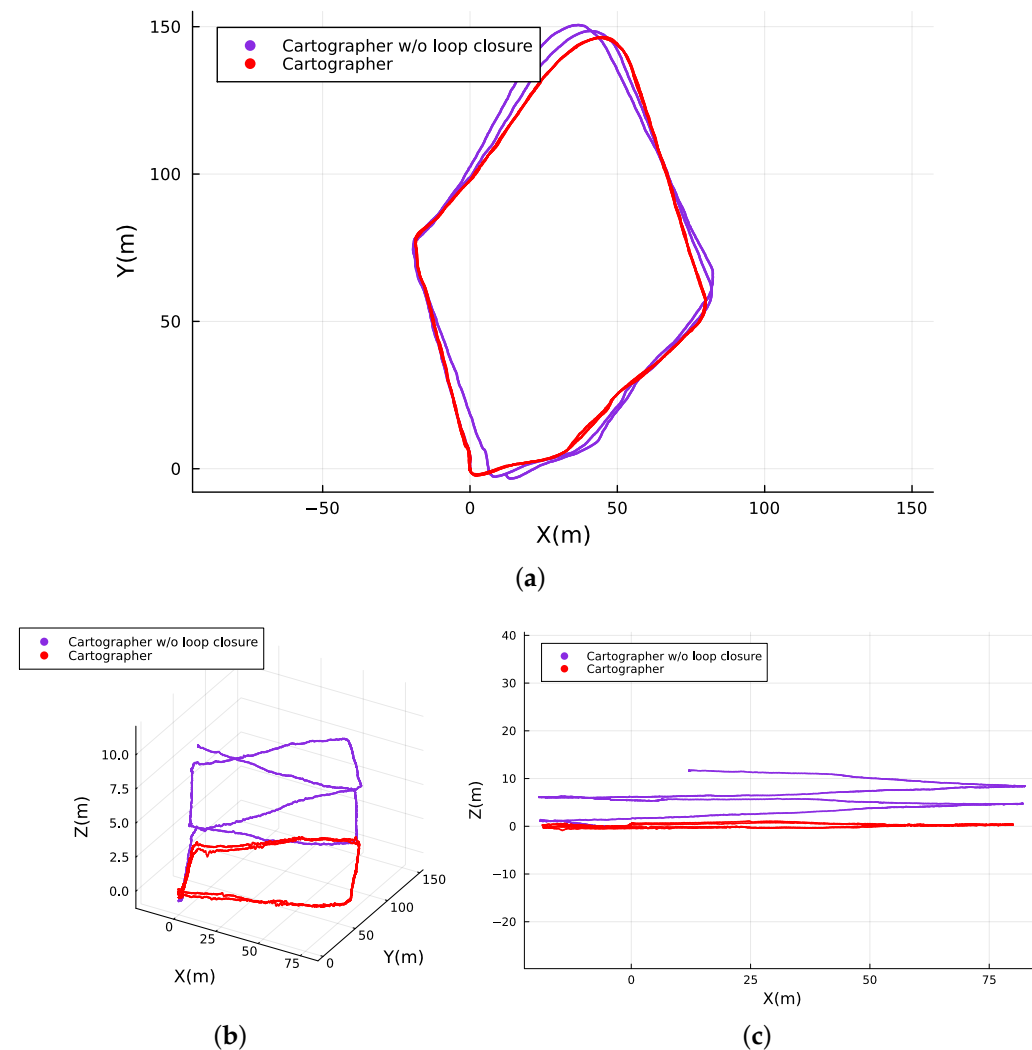 150
Cartographer w/o loop closure
Cartographer
100
Y(m)
50
0
−50 0 50 100 150
X(m)
(a)
Cartographer w/o loop closure
Cartographer
10.0
7.5
Z(m)
5.0
2.5
0.0
0 25 50 75
X(m)
0 50 100 150
Y(m)
(b)
40
Cartographer w/o loop closure
Cartographer
30
20
10
Z(m)
0
−10
−20
0 25 50 75
X(m)
(c)